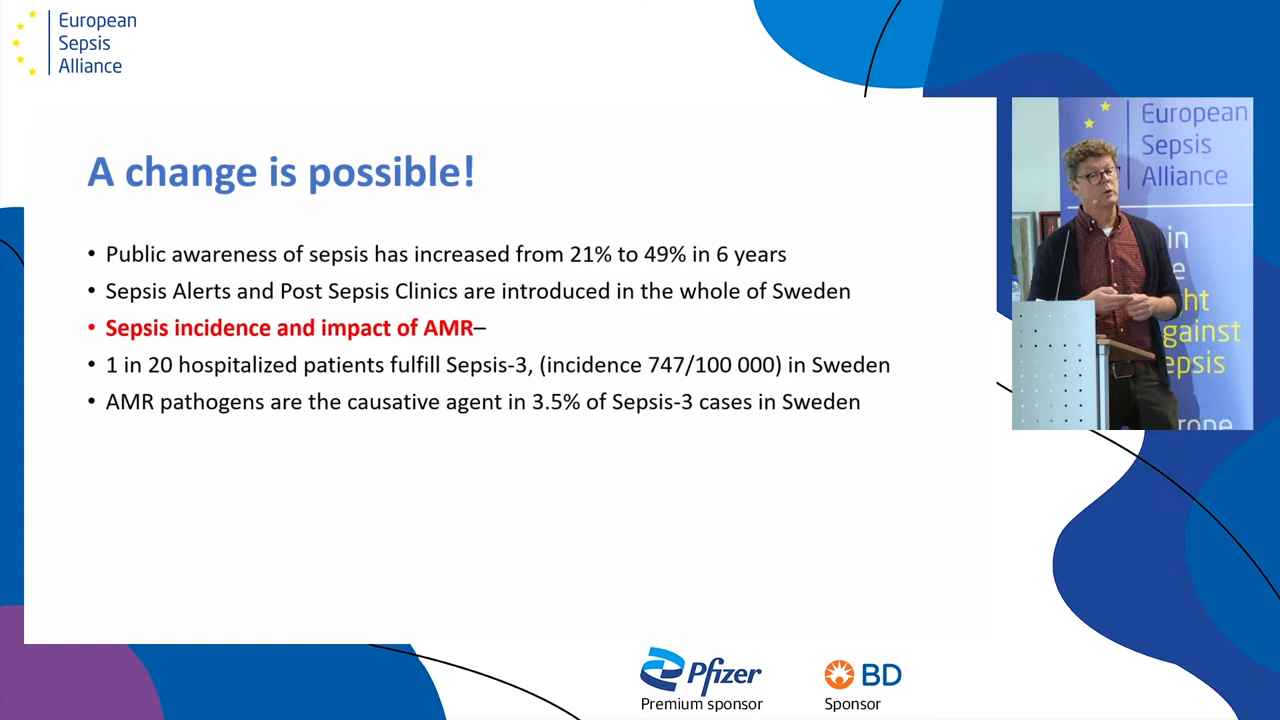 European
Sepsis
Alliance
A change is possible!
• Public awareness of sepsis has increased from 21% to 49% in 6 years
• Sepsis Alerts and Post Sepsis Clinics are introduced in the whole of Sweden
• Sepsis incidence and impact of AMR–
• 1 in 20 hospitalized patients fulfill Sepsis-3, (incidence 747/100 000) in Sweden
• AMR pathogens are the causative agent in 3.5% of Sepsis-3 cases in Sweden
European
Sepsis
Alliance
in
Pfizer
Premium sponsor
BD
Sponsor